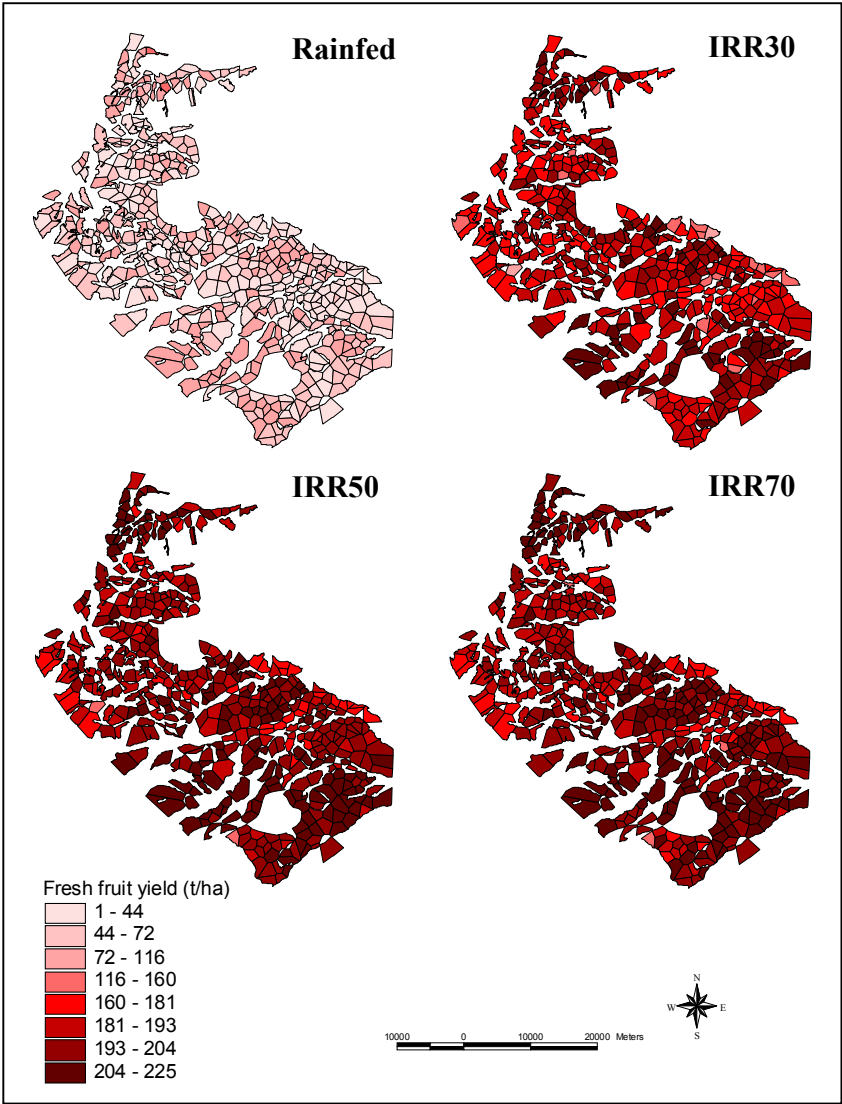 Rainfed
IRR30
IRR50
IRR70
Fresh fruit yield (t/ha)
1 - 44
44 - 72
72 - 116
116 - 160
160 - 181
181 - 193
193 - 204
204 - 225
N
W E
S
10000 0 10000 20000 Meters